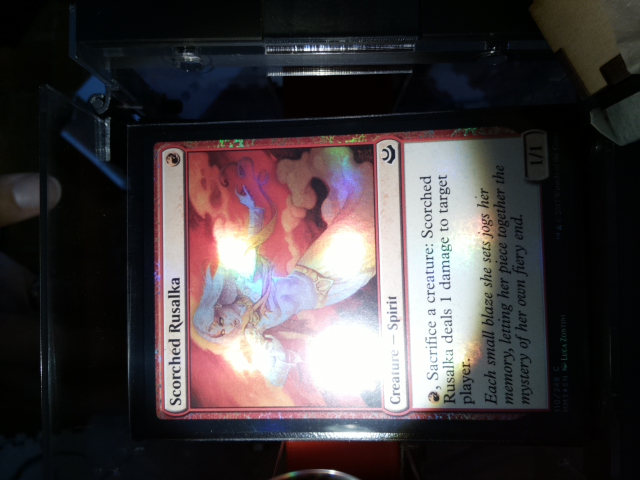 Scorched Rusalka
Creature – Spirit
, Sacrifice a creature: Scorched
Rusalka deals 1 damage to target
player.
Each small blaze she sets jogs her
memory, letting her piece together the
mystery of her own fiery end.
1/1